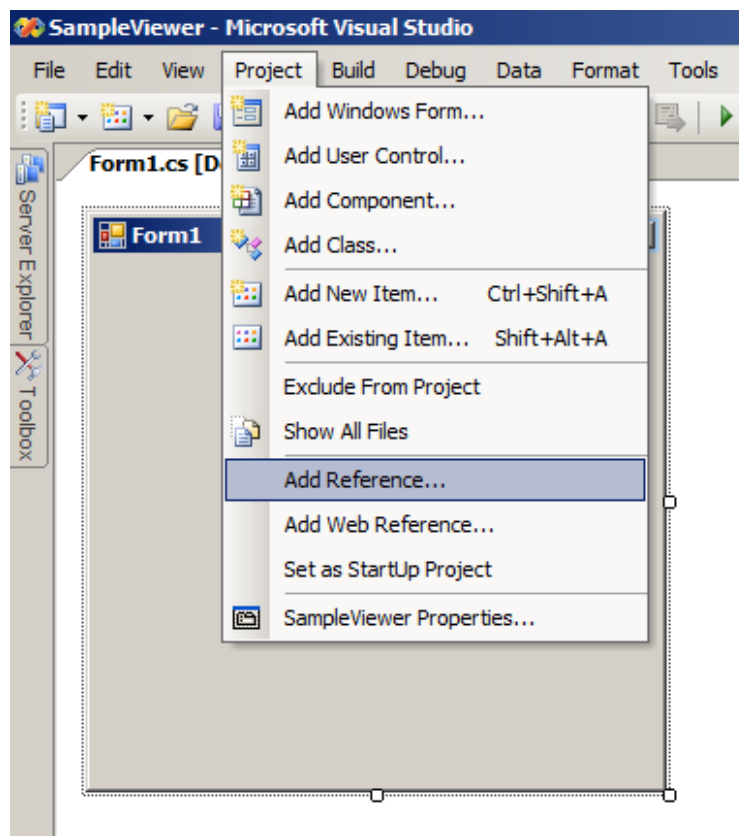 SampleViewer - Microsoft Visual Studio
File Edit View Project Build Debug Data Format Tools
Form1.cs [D
Server Explorer
Toolbox
Form1
Add Windows Form...
Add User Control...
Add Component...
Add Class...
Add New Item... Ctrl+Shift+A
Add Existing Item... Shift+Alt+A
Exclude From Project
Show All Files
Add Reference...
Add Web Reference...
Set as StartUp Project
SampleViewer Properties...